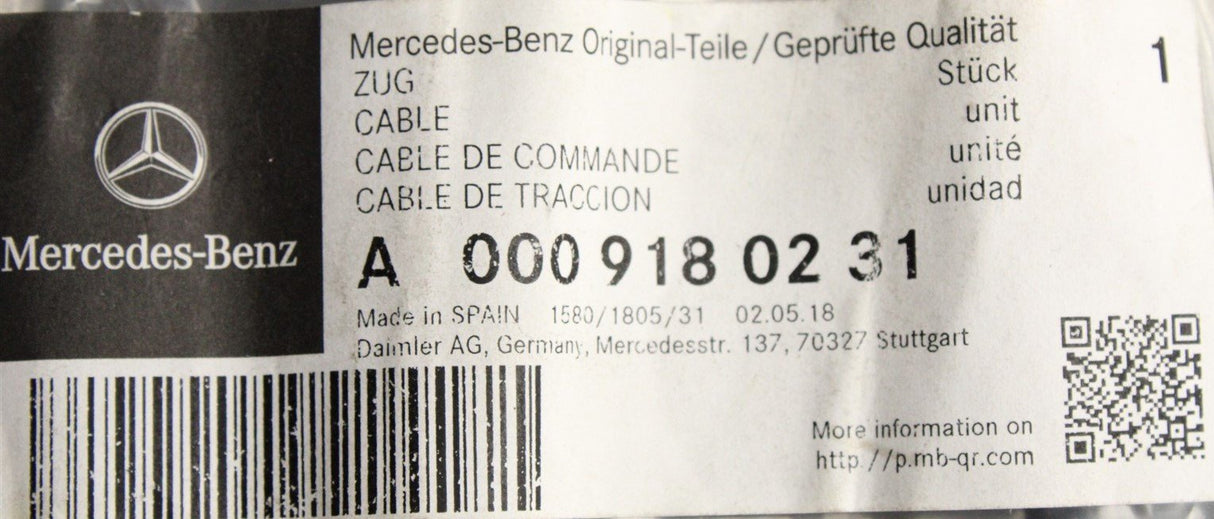 Mercedes-Benz
Mercedes-Benz Original-Teile/Geprüfte Qualität
ZUG Stück 1
CABLE unit
CABLE DE COMMANDE unité
CABLE DE TRACCION unidad
A 000 918 02 31
Made in SPAIN 1580/1805/31 02.05.18
Daimler AG, Germany, Mercedesstr. 137, 70327 Stuttgart
More information on
http://p.mb-qr.com